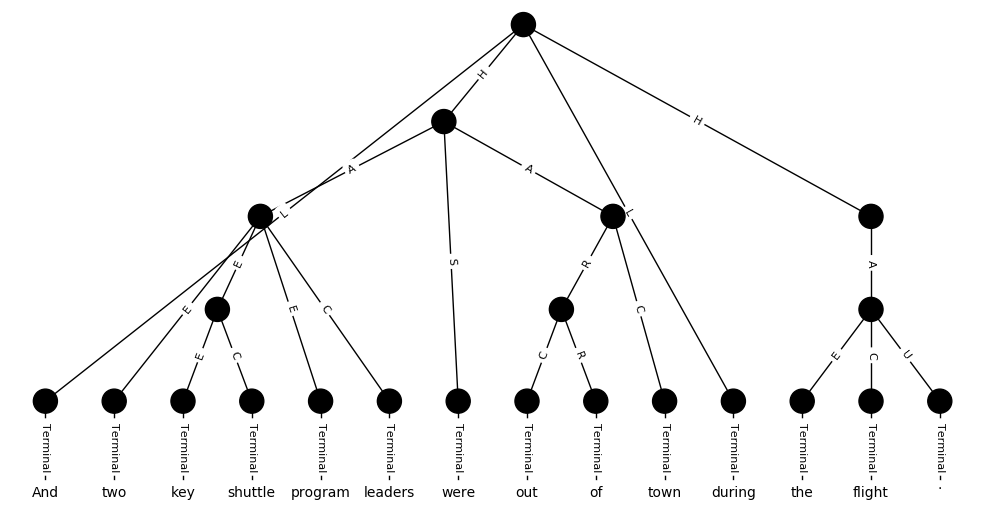 H
H
A
A
L
L
E
S
R
A
E
E
C
C
E
C
C
R
E
C
U
Terminal Terminal Terminal Terminal Terminal Terminal Terminal Terminal Terminal Terminal Terminal Terminal Terminal Terminal
And two key shuttle program leaders were out of town during the flight .